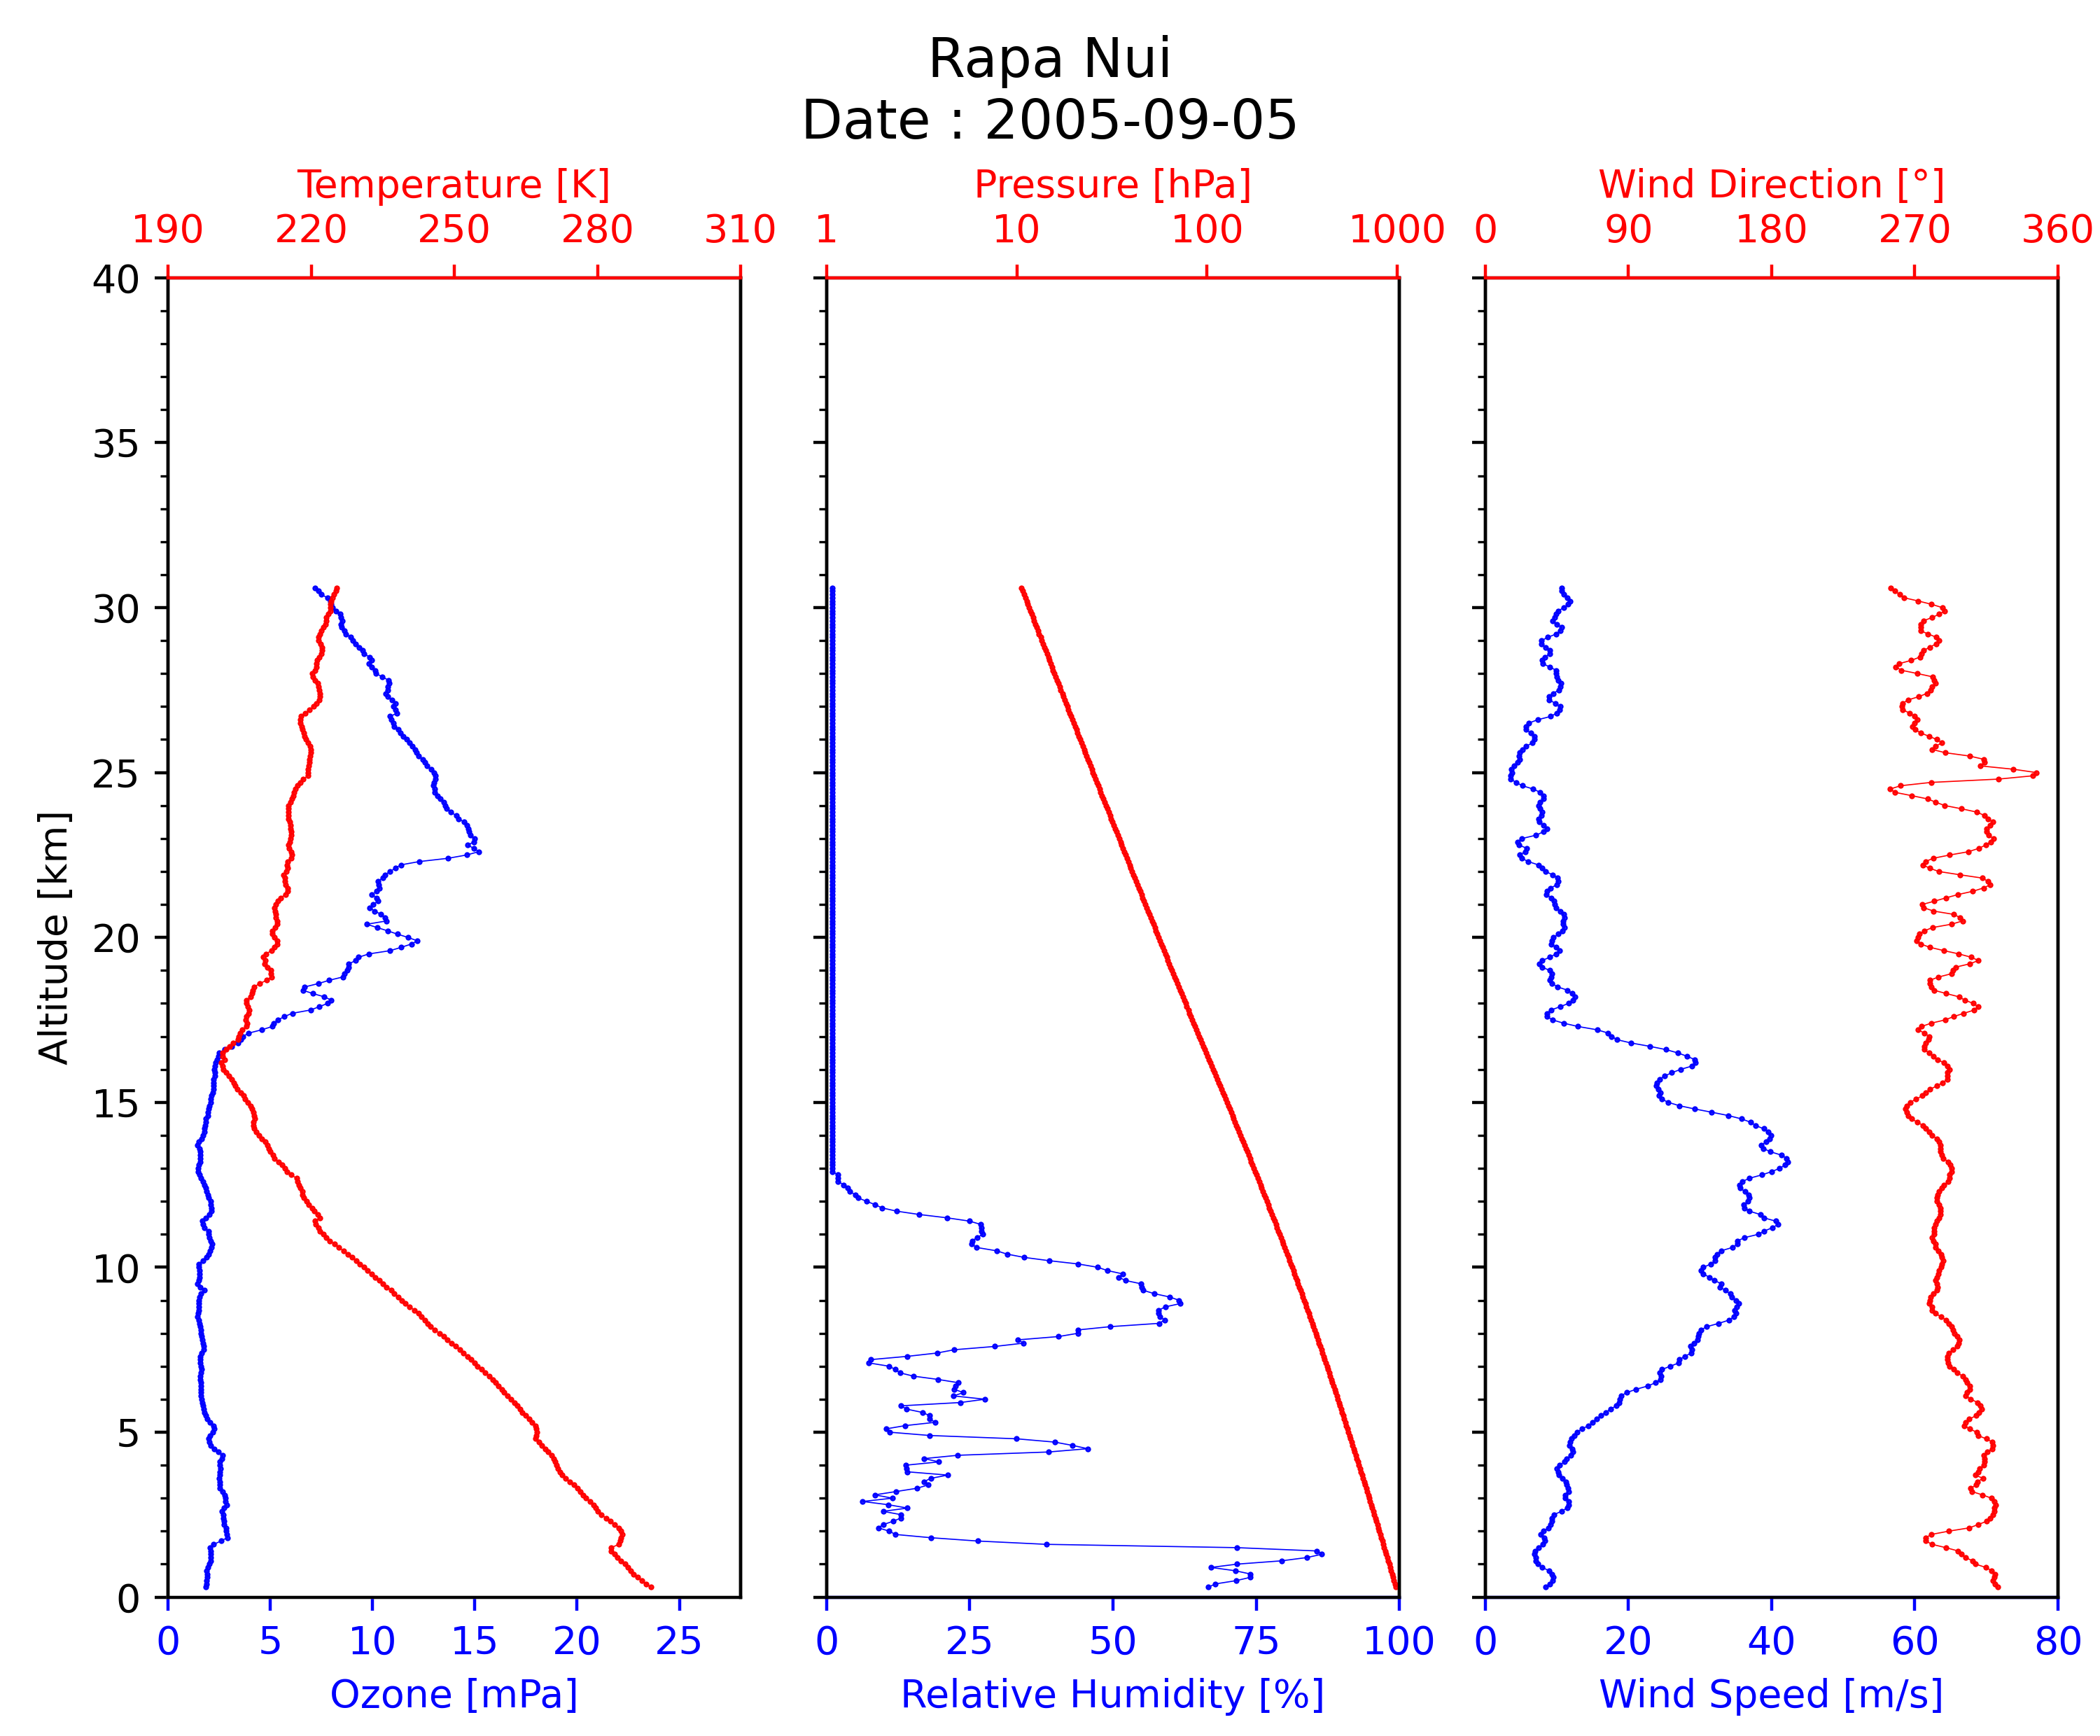 Rapa Nui
Date : 2005-09-05
Temperature [K]
190 220 250 280 310
Pressure [hPa]
1 10 100 1000
Wind Direction [°]
0 90 180 270 360
Altitude [km]
40
35
30
25
20
15
10
5
0
0 5 10 15 20 25
Ozone [mPa]
0 25 50 75 100
Relative Humidity [%]
0 20 40 60 80
Wind Speed [m/s]